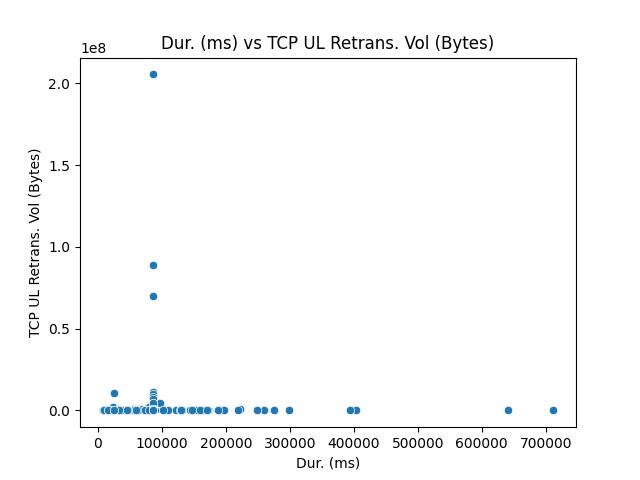 Dur. (ms) vs TCP UL Retrans. Vol (Bytes)
1e8
2.0
1.5
1.0
0.5
0.0
TCP UL Retrans. Vol (Bytes)
0 100000 200000 300000 400000 500000 600000 700000
Dur. (ms)